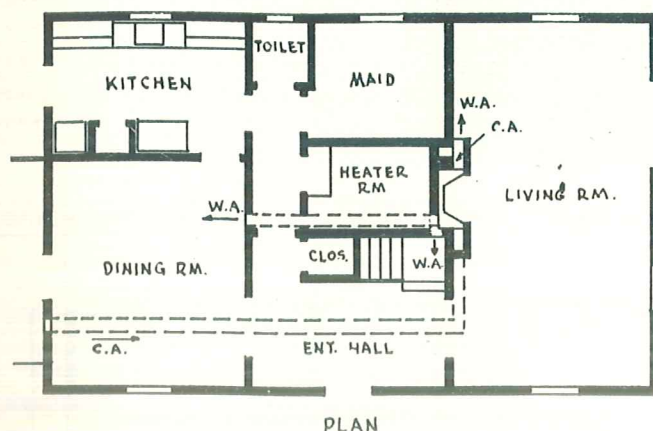 TOILET
KITCHEN
MAID
W.A.
C.A.
HEATER
RM
LIVING RM.
W.A.
CLOS.
W.A.
DINING RM.
C.A.
ENT. HALL
PLAN